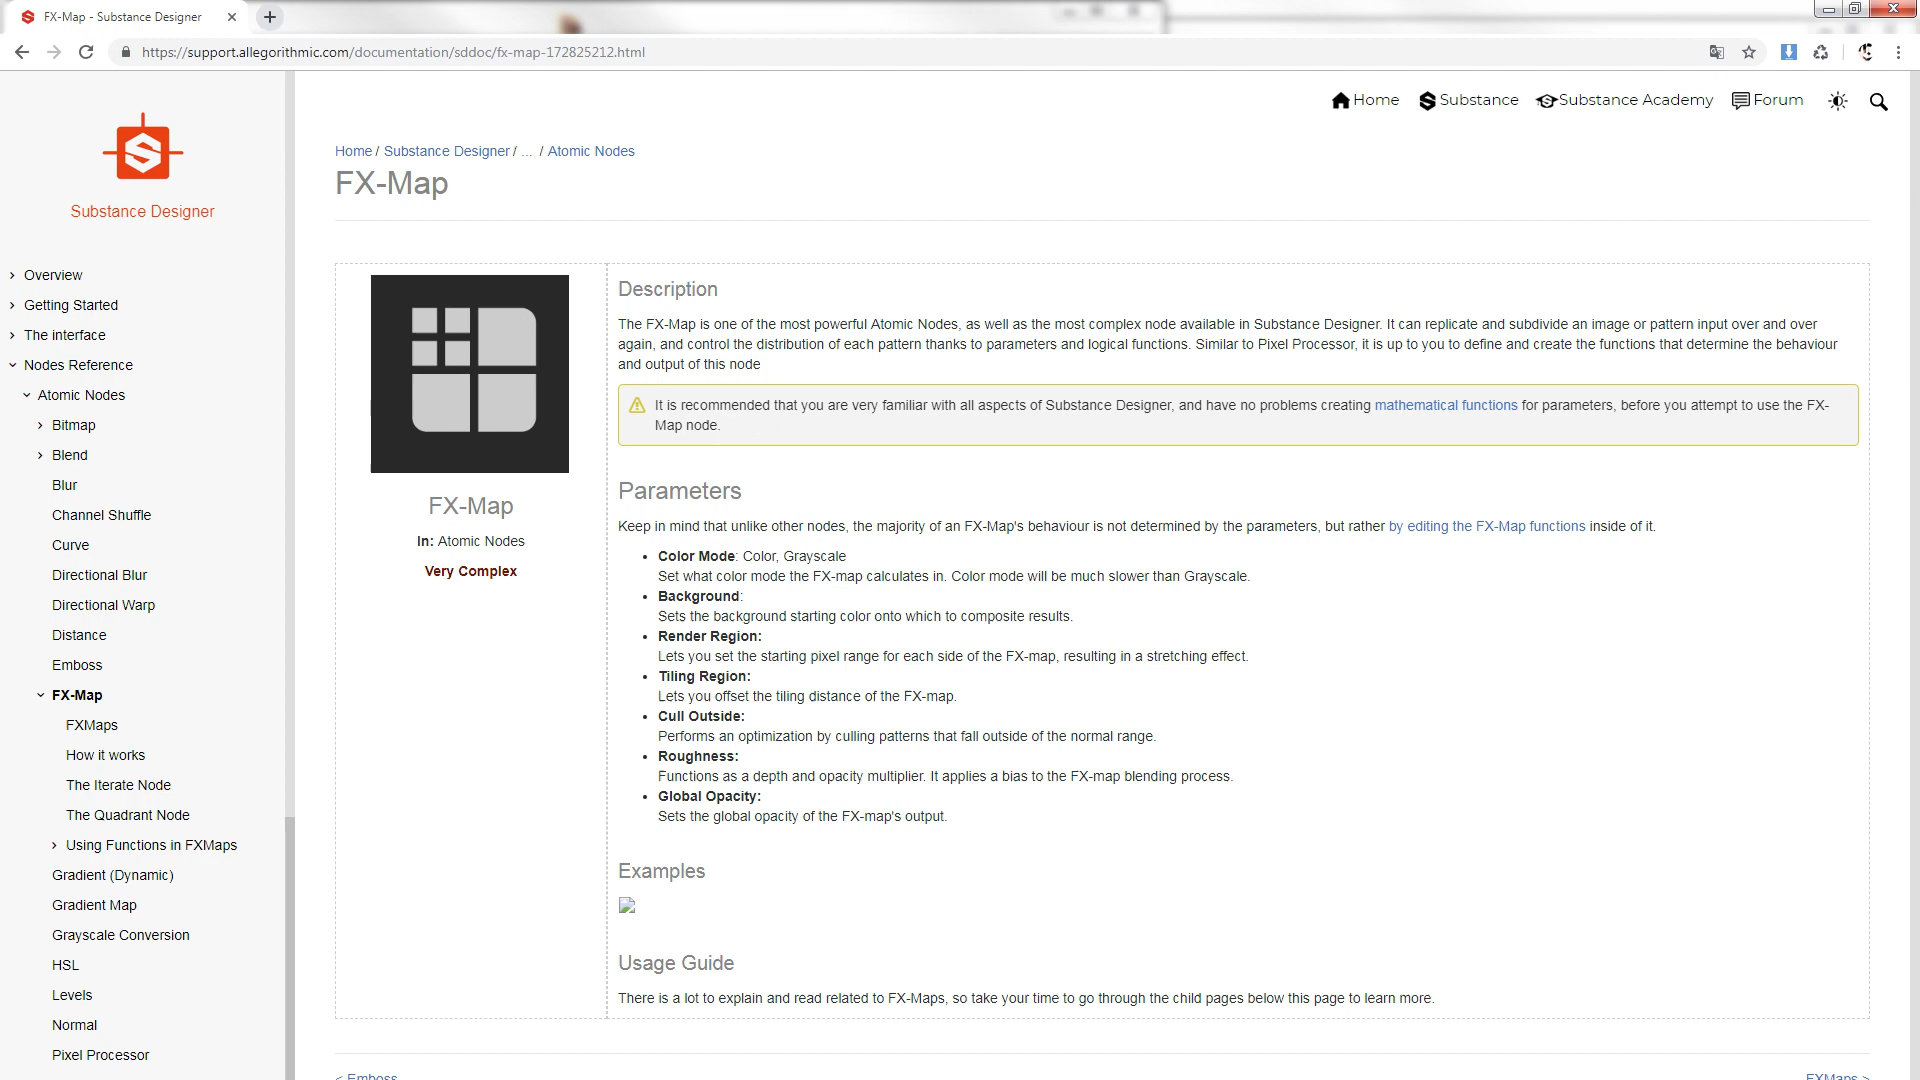 FX-Map - Substance Designer
https://support.allegorithmic.com/documentation/sddoc/fx-map-172825212.html
Home Substance Substance Academy Forum
Substance Designer
Home / Substance Designer / ... / Atomic Nodes
FX-Map
Overview
Getting Started
The interface
Nodes Reference
Atomic Nodes
Bitmap
Blend
Blur
Channel Shuffle
Curve
Directional Blur
Directional Warp
Distance
Emboss
FX-Map
FXMaps
How it works
The Iterate Node
The Quadrant Node
Using Functions in FXMaps
Gradient (Dynamic)
Gradient Map
Grayscale Conversion
HSL
Levels
Normal
Pixel Processor
FX-Map
In: Atomic Nodes
Very Complex
Description
The FX-Map is one of the most powerful Atomic Nodes, as well as the most complex node available in Substance Designer. It can replicate and subdivide an image or pattern input over and over
again, and control the distribution of each pattern thanks to parameters and logical functions. Similar to Pixel Processor, it is up to you to define and create the functions that determine the behaviour
and output of this node
It is recommended that you are very familiar with all aspects of Substance Designer, and have no problems creating mathematical functions for parameters, before you attempt to use the FX-
Map node.
Parameters
Keep in mind that unlike other nodes, the majority of an FX-Map's behaviour is not determined by the parameters, but rather by editing the FX-Map functions inside of it.
• Color Mode: Color, Grayscale
Set what color mode the FX-map calculates in. Color mode will be much slower than Grayscale.
• Background:
Sets the background starting color onto which to composite results.
• Render Region:
Lets you set the starting pixel range for each side of the FX-map, resulting in a stretching effect.
• Tiling Region:
Lets you offset the tiling distance of the FX-map.
• Cull Outside:
Performs an optimization by culling patterns that fall outside of the normal range.
• Roughness:
Functions as a depth and opacity multiplier. It applies a bias to the FX-map blending process.
• Global Opacity:
Sets the global opacity of the FX-map's output.
Examples
Usage Guide
There is a lot to explain and read related to FX-Maps, so take your time to go through the child pages below this page to learn more.
< Emboss
FXMaps >